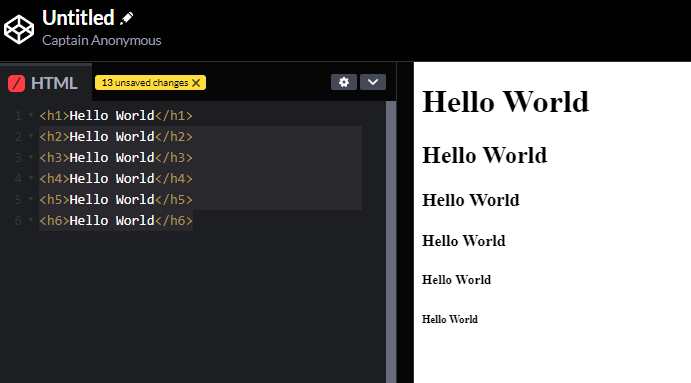 Untitled
Captain Anonymous
/ HTML 13 unsaved changes X
1 <h1>Hello World</h1>
2 <h2>Hello World</h2>
3 <h3>Hello World</h3>
4 <h4>Hello World</h4>
5 <h5>Hello World</h5>
6 <h6>Hello World</h6>
Hello World
Hello World
Hello World
Hello World
Hello World
Hello World